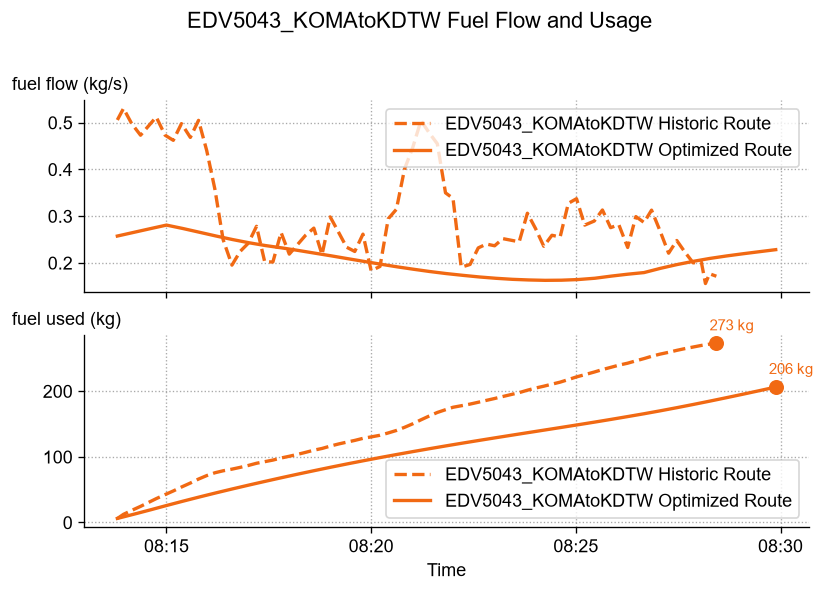 EDV5043_KOMAtoKDTW Fuel Flow and Usage
fuel flow (kg/s)
0.5
0.4
0.3
0.2
EDV5043_KOMAtoKDTW Historic Route
EDV5043_KOMAtoKDTW Optimized Route
fuel used (kg)
273 kg
206 kg
200
100
0
EDV5043_KOMAtoKDTW Historic Route
EDV5043_KOMAtoKDTW Optimized Route
08:15
08:20
08:25
08:30
Time